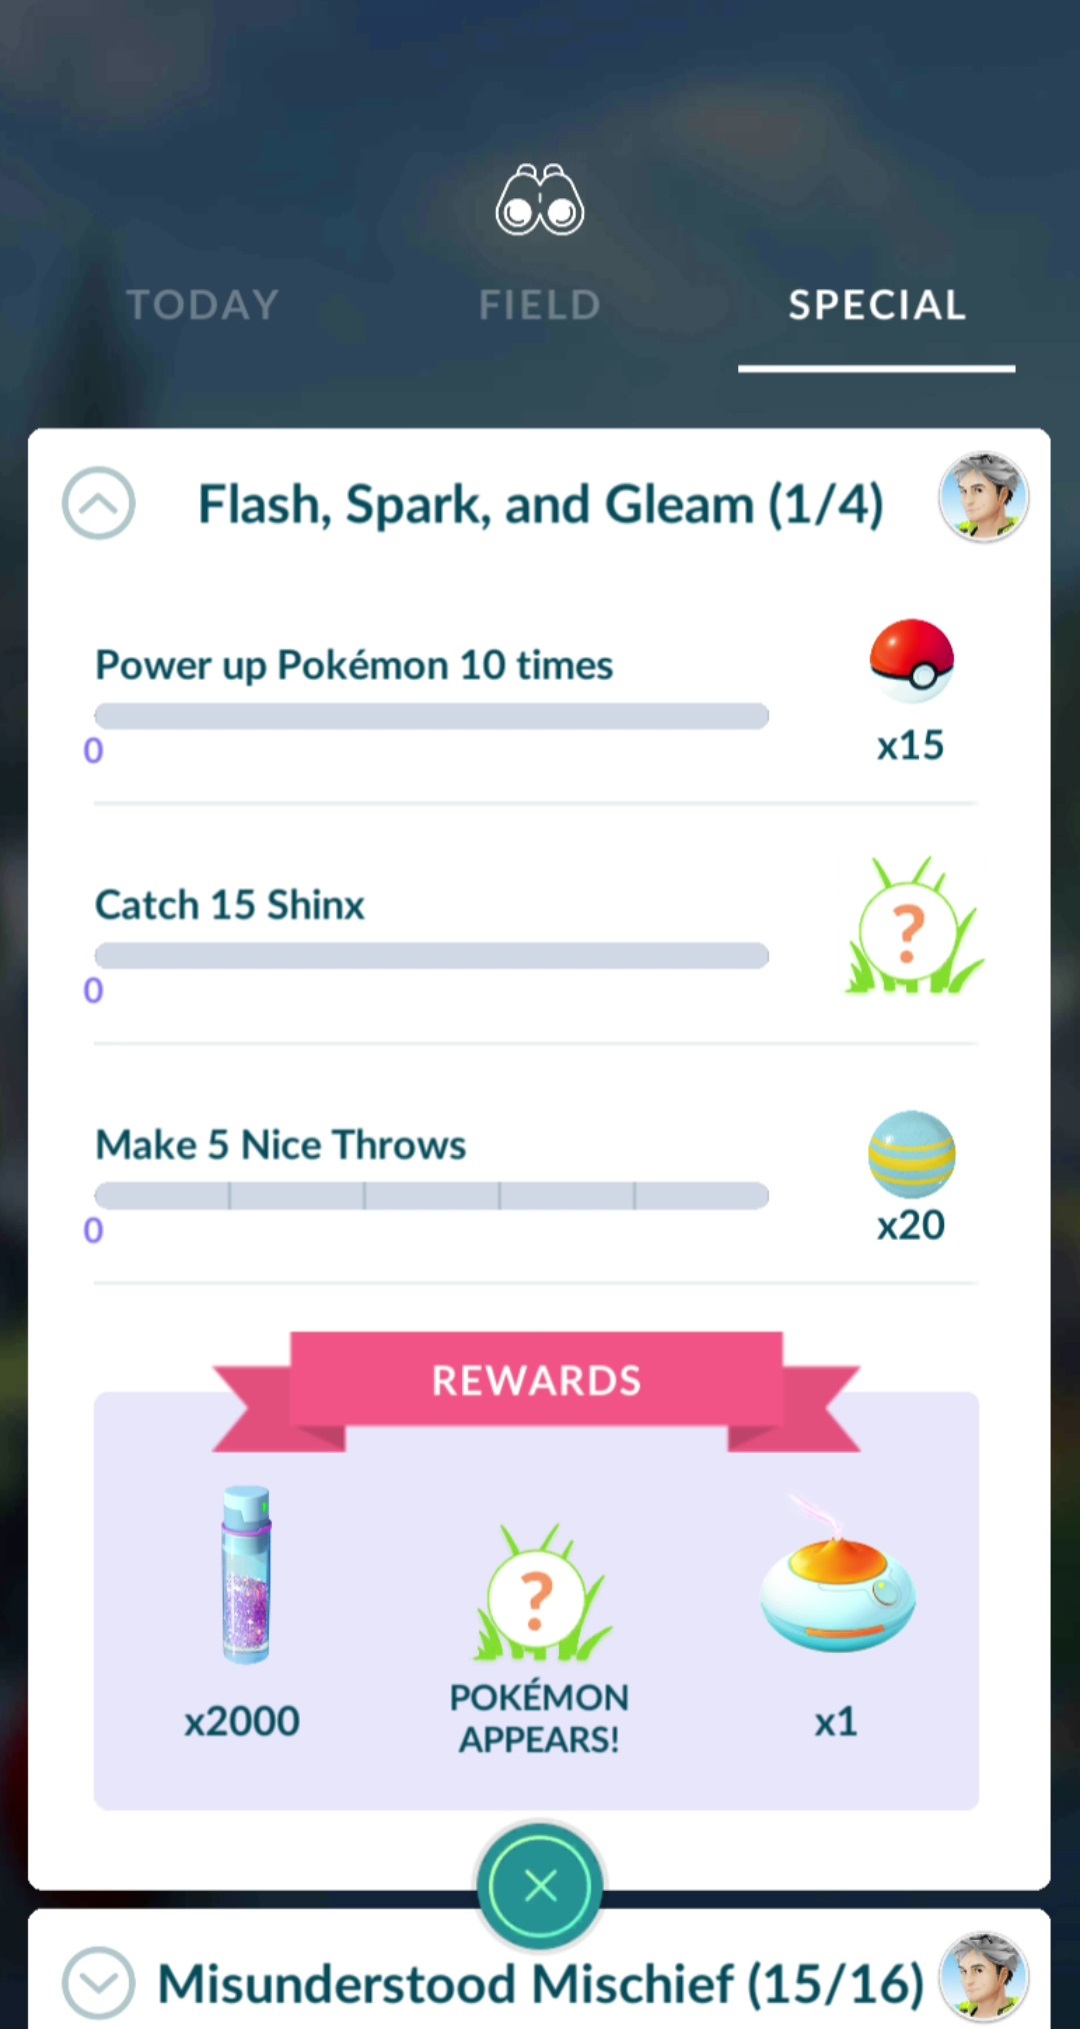 TODAY
FIELD
SPECIAL
Flash, Spark, and Gleam (1/4)
Power up Pokémon 10 times
0
x15
Catch 15 Shinx
0
?
Make 5 Nice Throws
0
x20
REWARDS
?
x2000
POKÉMON
APPEARS!
x1
Misunderstood Mischief (15/16)